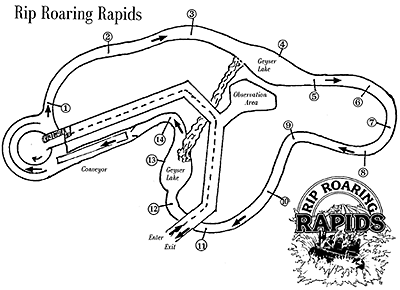 Rip Roaring Rapids
3
2
4
Geyser
Lake
1
5
6
Observation
Area
7
14
9
8
Conveyor
13
Geyser
Lake
10
12
Enter
Exit
11
RIP ROARING
RAPIDS